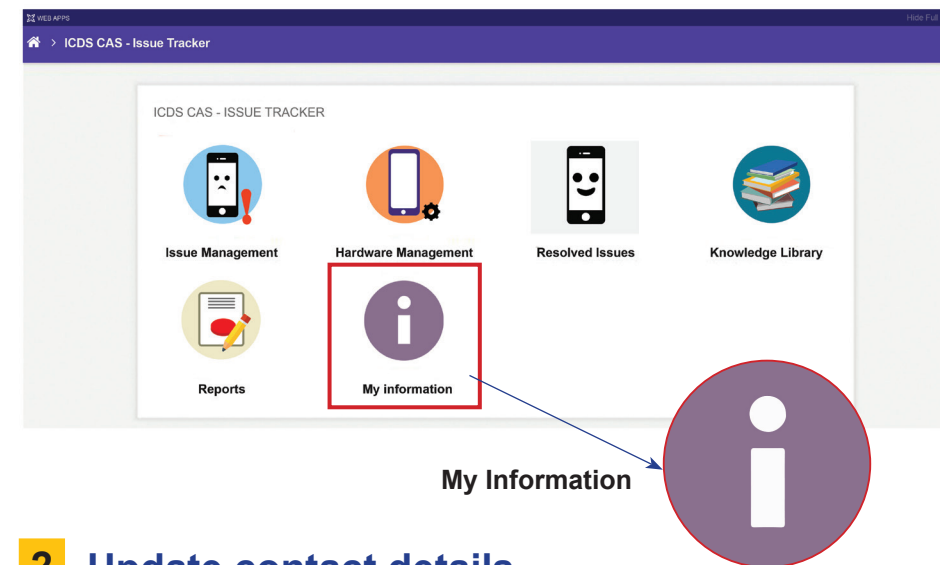 WEB APPS
Hide Full
> ICDS CAS - Issue Tracker
ICDS CAS - ISSUE TRACKER
Issue Management Hardware Management Resolved Issues Knowledge Library
Reports My information
My Information
2 Update contact details